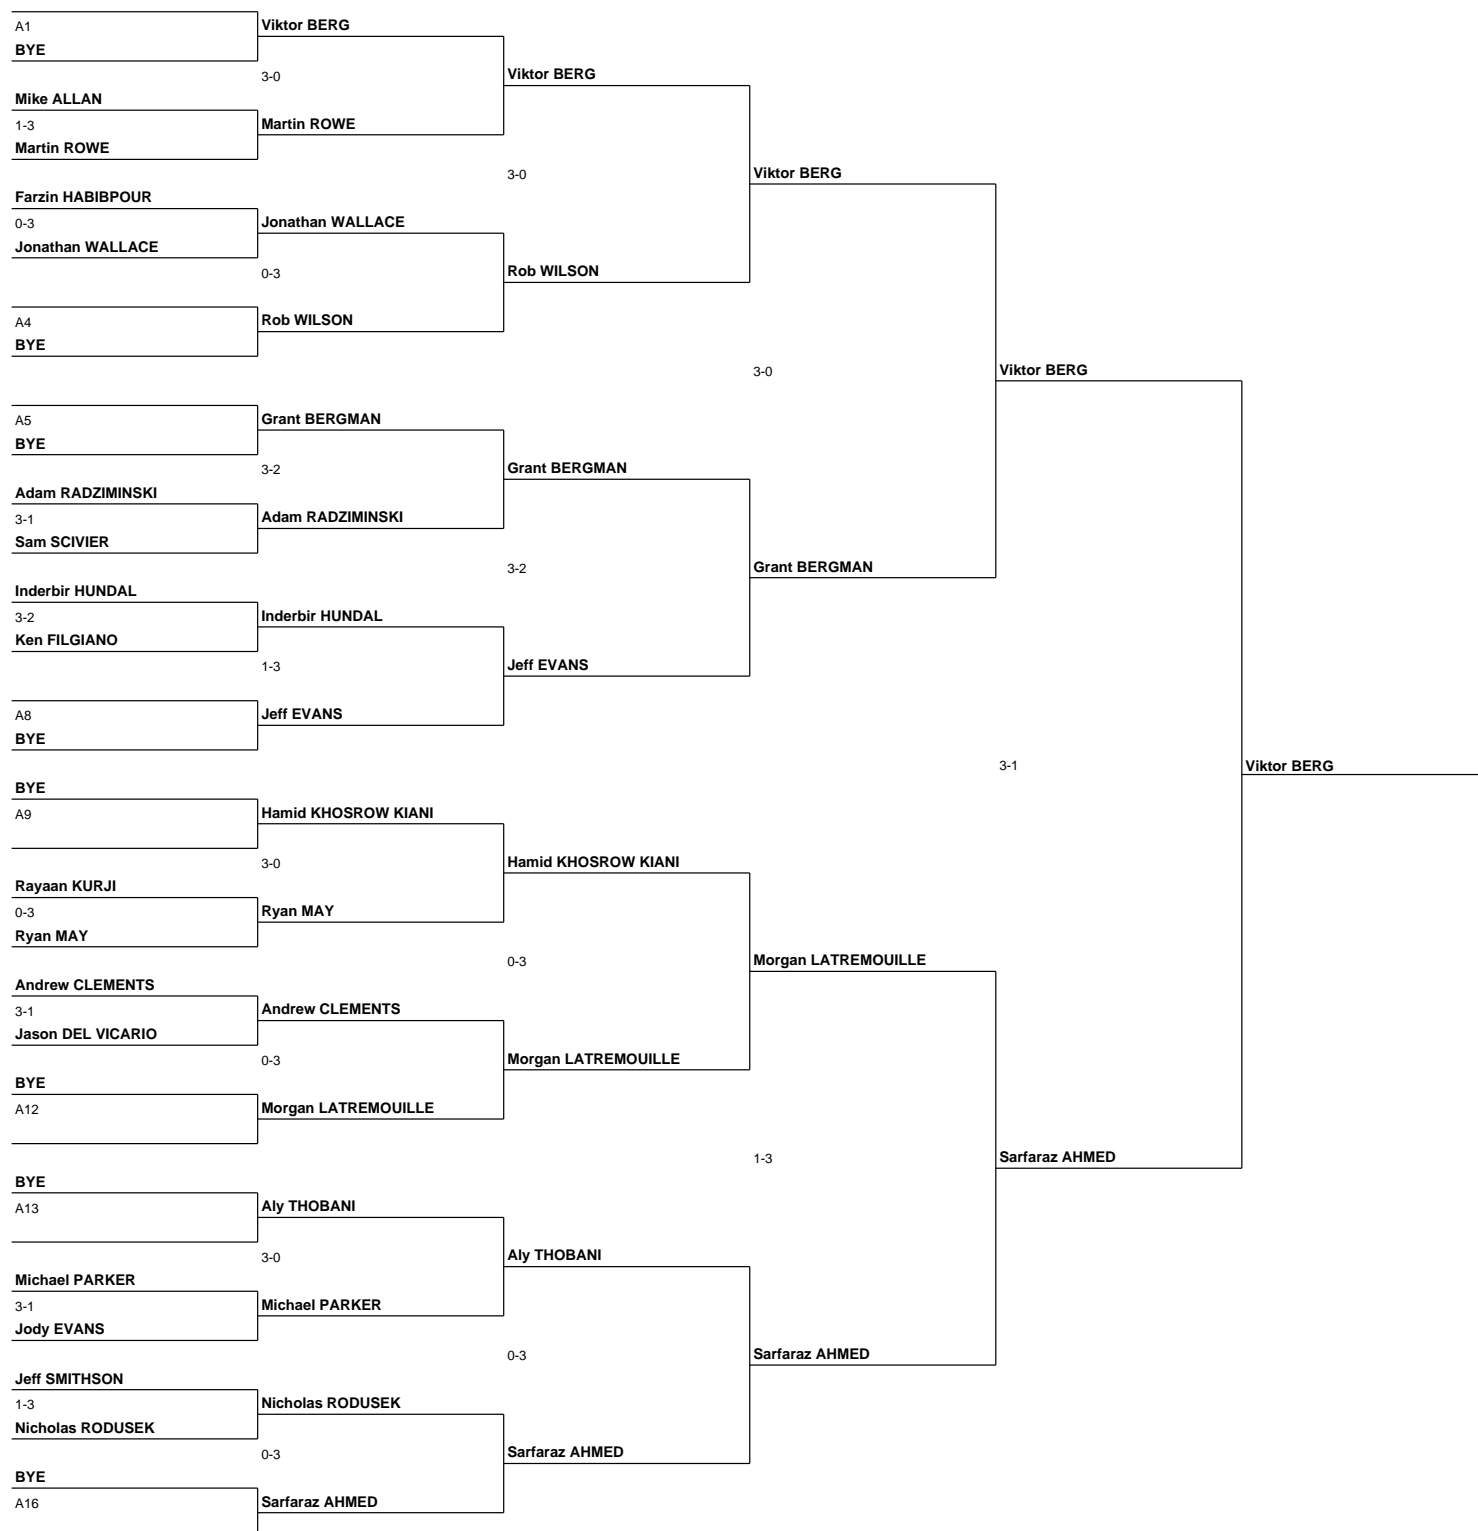 A1
BYE
Viktor BERG
3-0
Viktor BERG
Mike ALLAN
1-3
Martin ROWE
Martin ROWE
3-0
Viktor BERG
Farzin HABIBPOUR
0-3
Jonathan WALLACE
Jonathan WALLACE
0-3
Rob WILSON
A4
BYE
Rob WILSON
3-0
Viktor BERG
A5
BYE
Grant BERGMAN
3-2
Grant BERGMAN
Adam RADZIMINSKI
3-1
Sam SCIVIER
Adam RADZIMINSKI
3-2
Grant BERGMAN
Inderbir HUNDAL
3-2
Ken FILGIANO
Inderbir HUNDAL
1-3
Jeff EVANS
A8
BYE
Jeff EVANS
3-1
Viktor BERG
BYE
A9
Hamid KHOSROW KIANI
3-0
Hamid KHOSROW KIANI
Rayaan KURJI
0-3
Ryan MAY
Ryan MAY
0-3
Morgan LATREMOUILLE
Andrew CLEMENTS
3-1
Jason DEL VICARIO
Andrew CLEMENTS
0-3
Morgan LATREMOUILLE
BYE
A12
Morgan LATREMOUILLE
1-3
Sarfaraz AHMED
BYE
A13
Aly THOBANI
3-0
Aly THOBANI
Michael PARKER
3-1
Jody EVANS
Michael PARKER
0-3
Sarfaraz AHMED
Jeff SMITHSON
1-3
Nicholas RODUSEK
Nicholas RODUSEK
0-3
Sarfaraz AHMED
BYE
A16
Sarfaraz AHMED